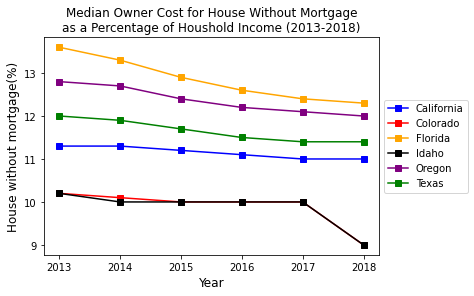 Median Owner Cost for House Without Mortgage
as a Percentage of Houshold Income (2013-2018)
House without mortgage(%)
13
12
11
10
9
2013 2014 2015 2016 2017 2018
Year
California
Colorado
Florida
Idaho
Oregon
Texas